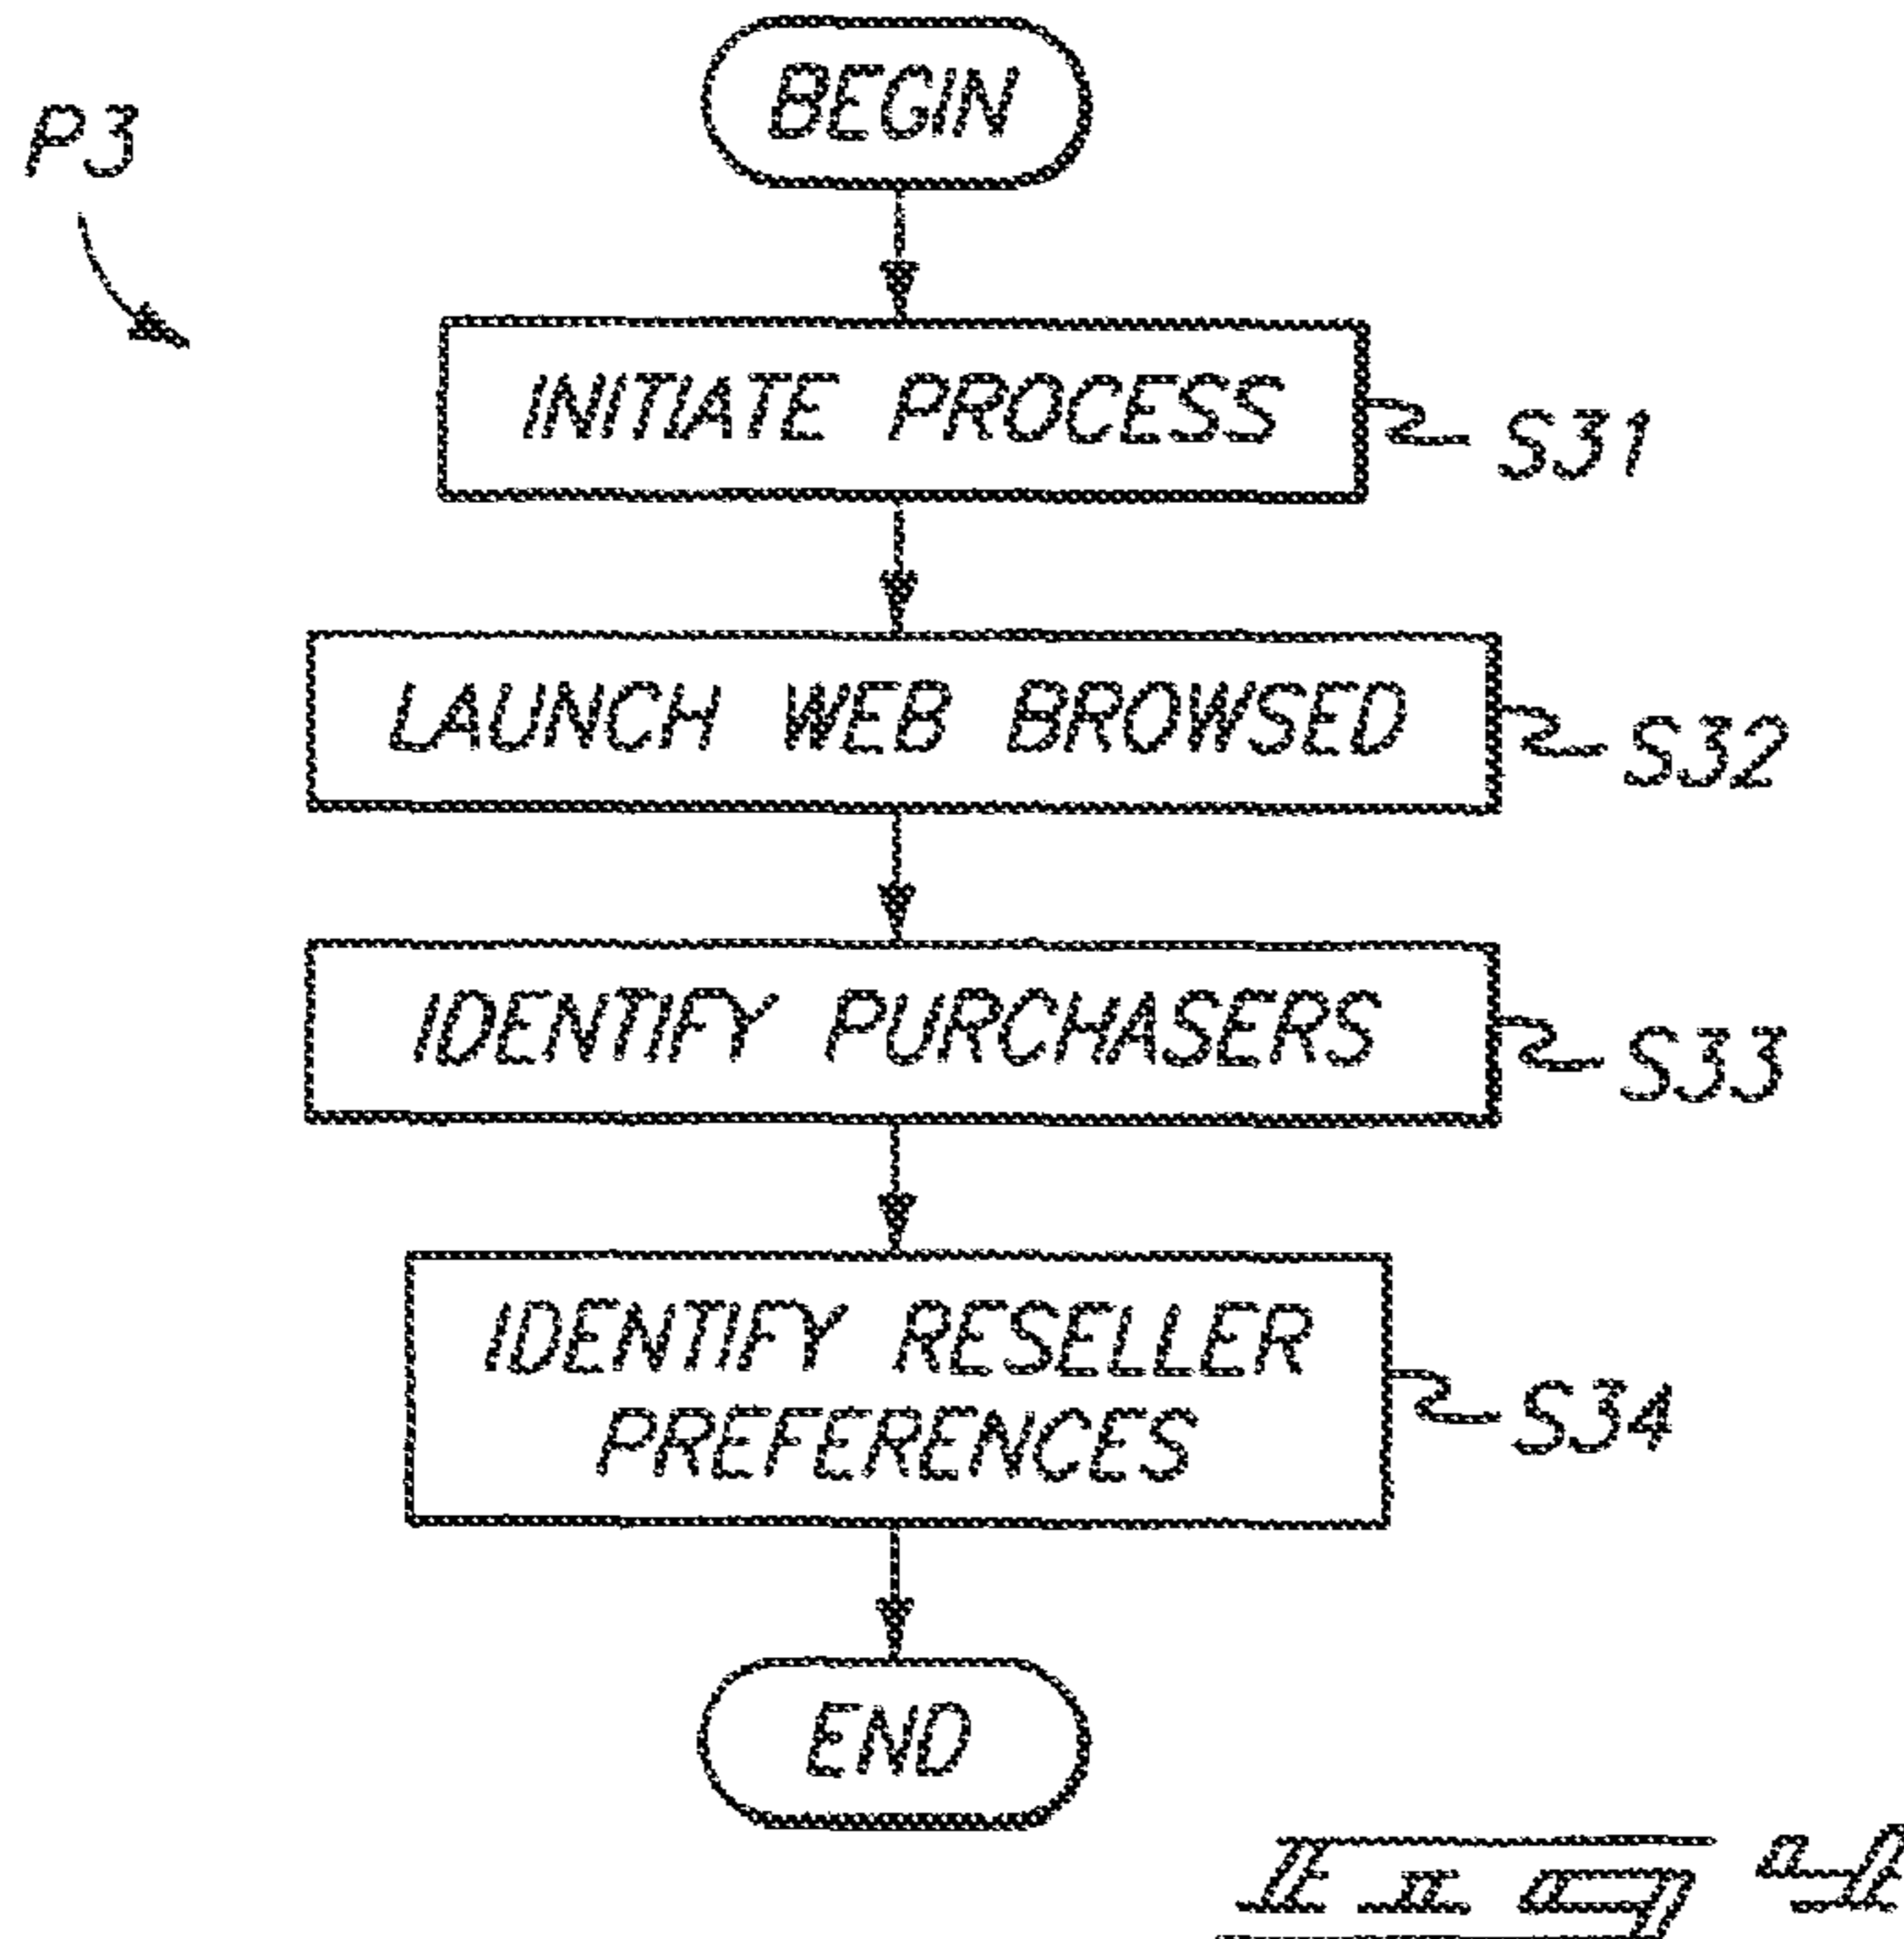 BEGIN
P3
INITIATE PROCESS
S31
LAUNCH WEB BROWSED
S32
IDENTIFY PURCHASERS
S33
IDENTIFY RESELLER
PREFERENCES
S34
END